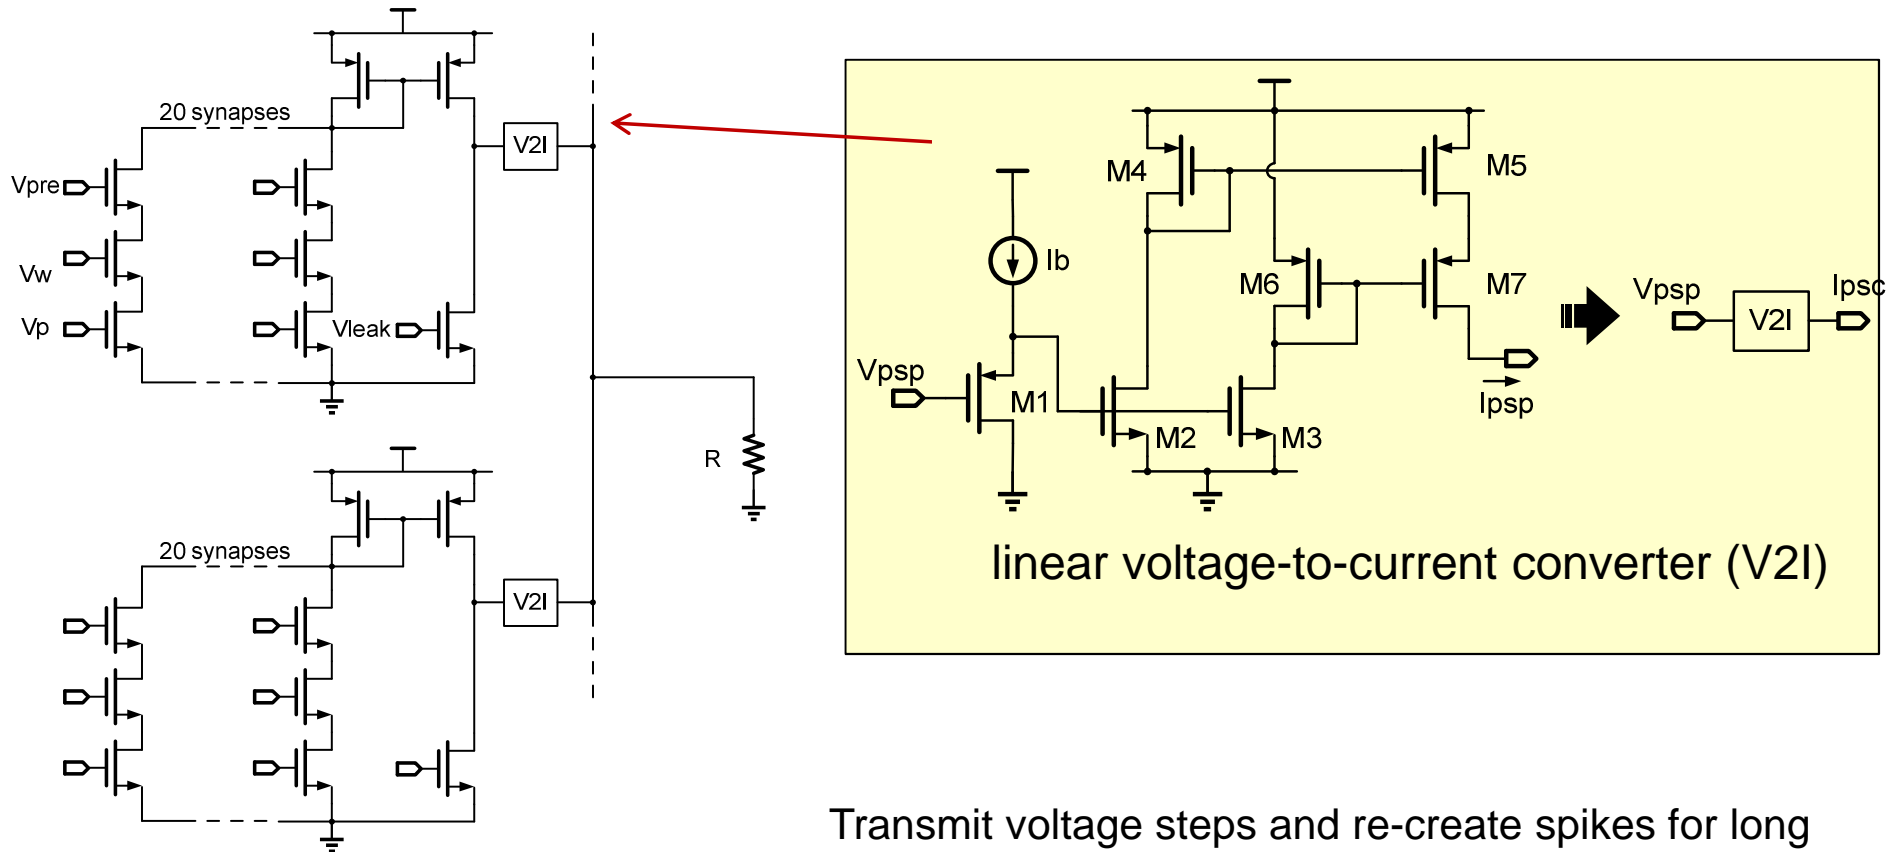 20 synapses
Vpre
Vw
Vp
Vleak
V2I
R
20 synapses
V2I
M4
M5
Ib
M6
M7
Vpsp
M1
M2
M3
Ipsp
Vpsp
V2I
Ipsc
linear voltage-to-current converter (V2I)
Transmit voltage steps and re-create spikes for long